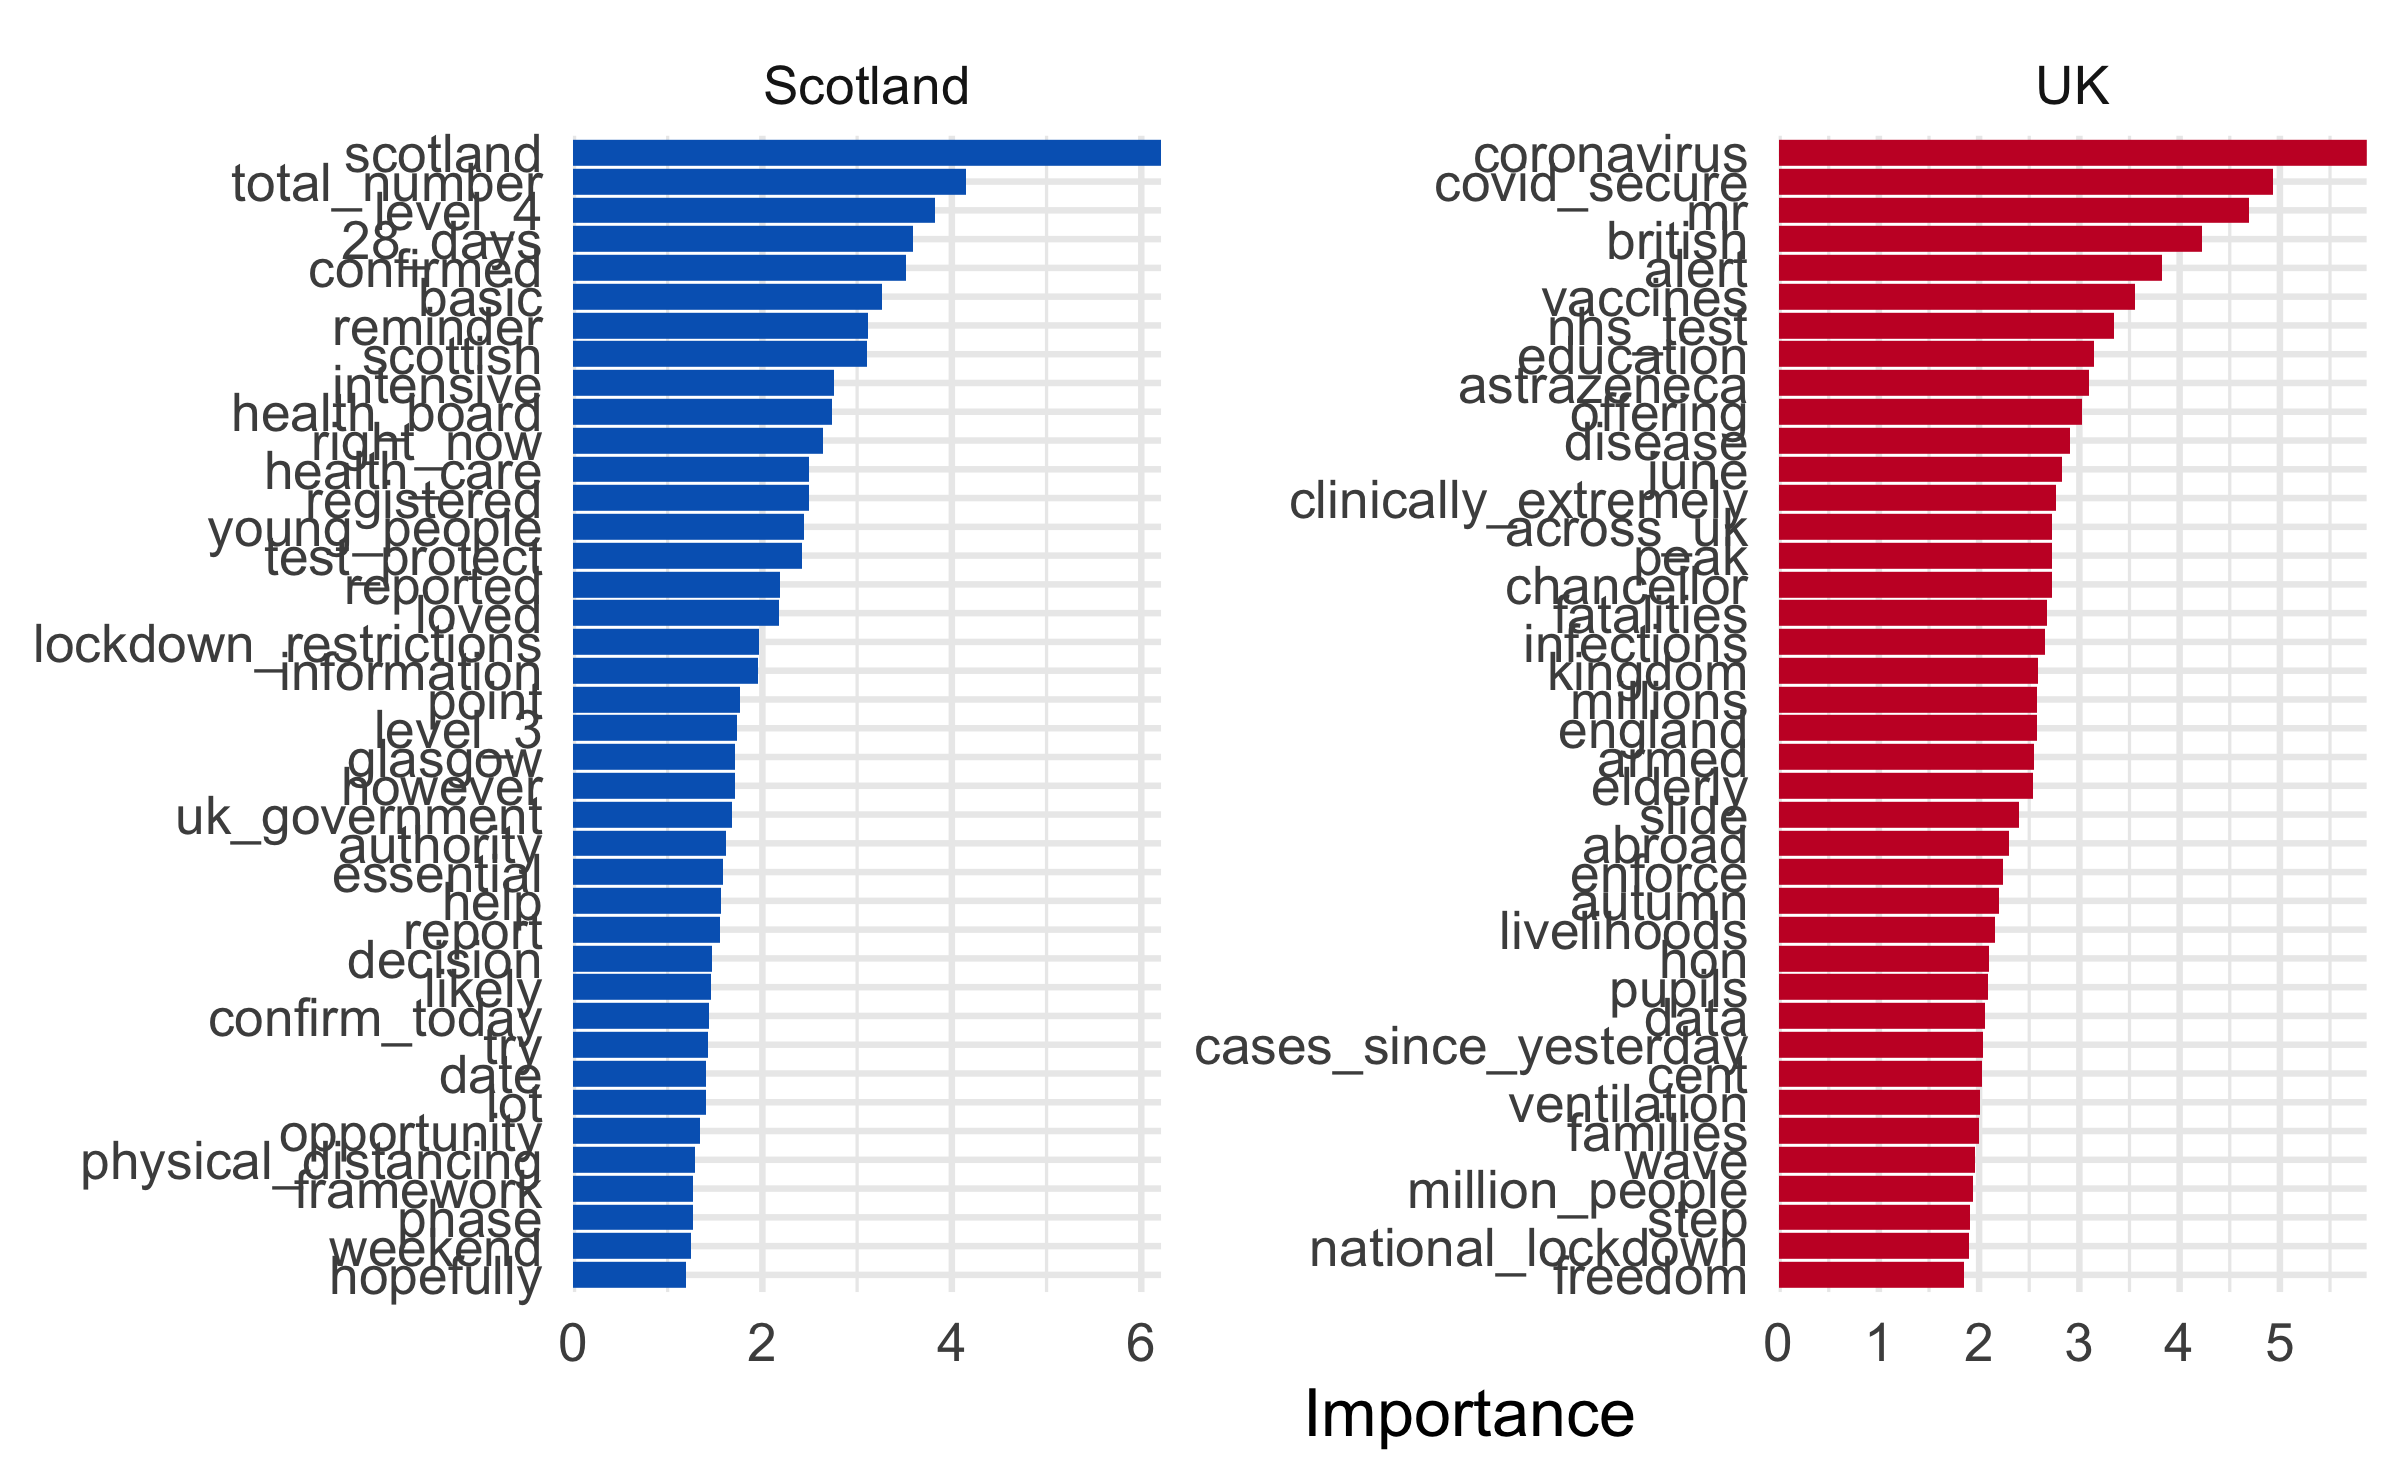 Scotland
scotland
total_number
level_4
28_days
confirmed
basic
reminder
scottish
intensive
health_board
right_now
health_care
registered
young_people
test_protect
reported
loved
lockdown_restrictions
information
point
level_3
glasgow
however
uk_government
authority
essential
help
report
decision
likely
confirm_today
try
date
lot
opportunity
physical_distancing
framework
phase
weekend
hopefully
0 2 4 6
UK
coronavirus
covid_secure
mr
british
alert
vaccines
nhs_test
education
astrazeneca
offering
disease
june
clinically_extremely
across_uk
peak
chancellor
fatalities
infections
kingdom
millions
england
armed
elderly
slide
abroad
enforce
autumn
livelihoods
hon
pupils
data
cases_since_yesterday
cent
ventilation
families
wave
million_people
step
national_lockdown
freedom
0 1 2 3 4 5
Importance